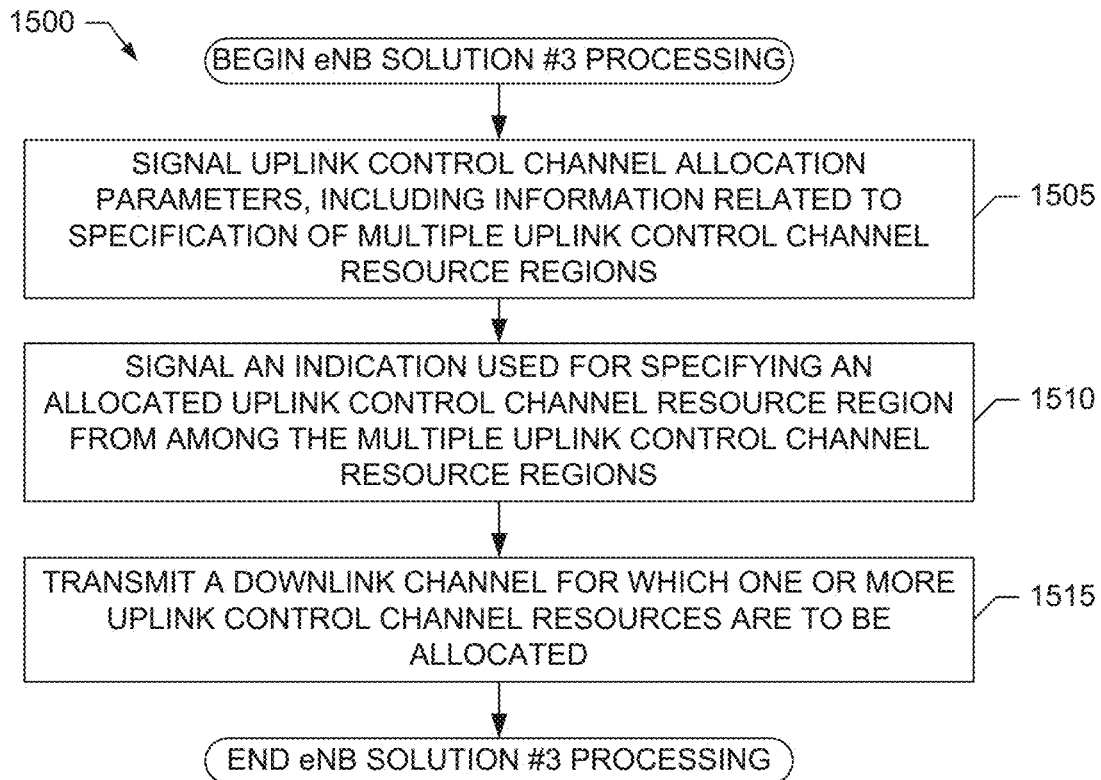 1500
BEGIN eNB SOLUTION #3 PROCESSING
SIGNAL UPLINK CONTROL CHANNEL ALLOCATION
PARAMETERS, INCLUDING INFORMATION RELATED TO
SPECIFICATION OF MULTIPLE UPLINK CONTROL CHANNEL
RESOURCE REGIONS
1505
SIGNAL AN INDICATION USED FOR SPECIFYING AN
ALLOCATED UPLINK CONTROL CHANNEL RESOURCE REGION
FROM AMONG THE MULTIPLE UPLINK CONTROL CHANNEL
RESOURCE REGIONS
1510
TRANSMIT A DOWNLINK CHANNEL FOR WHICH ONE OR MORE
UPLINK CONTROL CHANNEL RESOURCES ARE TO BE
ALLOCATED
1515
END eNB SOLUTION #3 PROCESSING